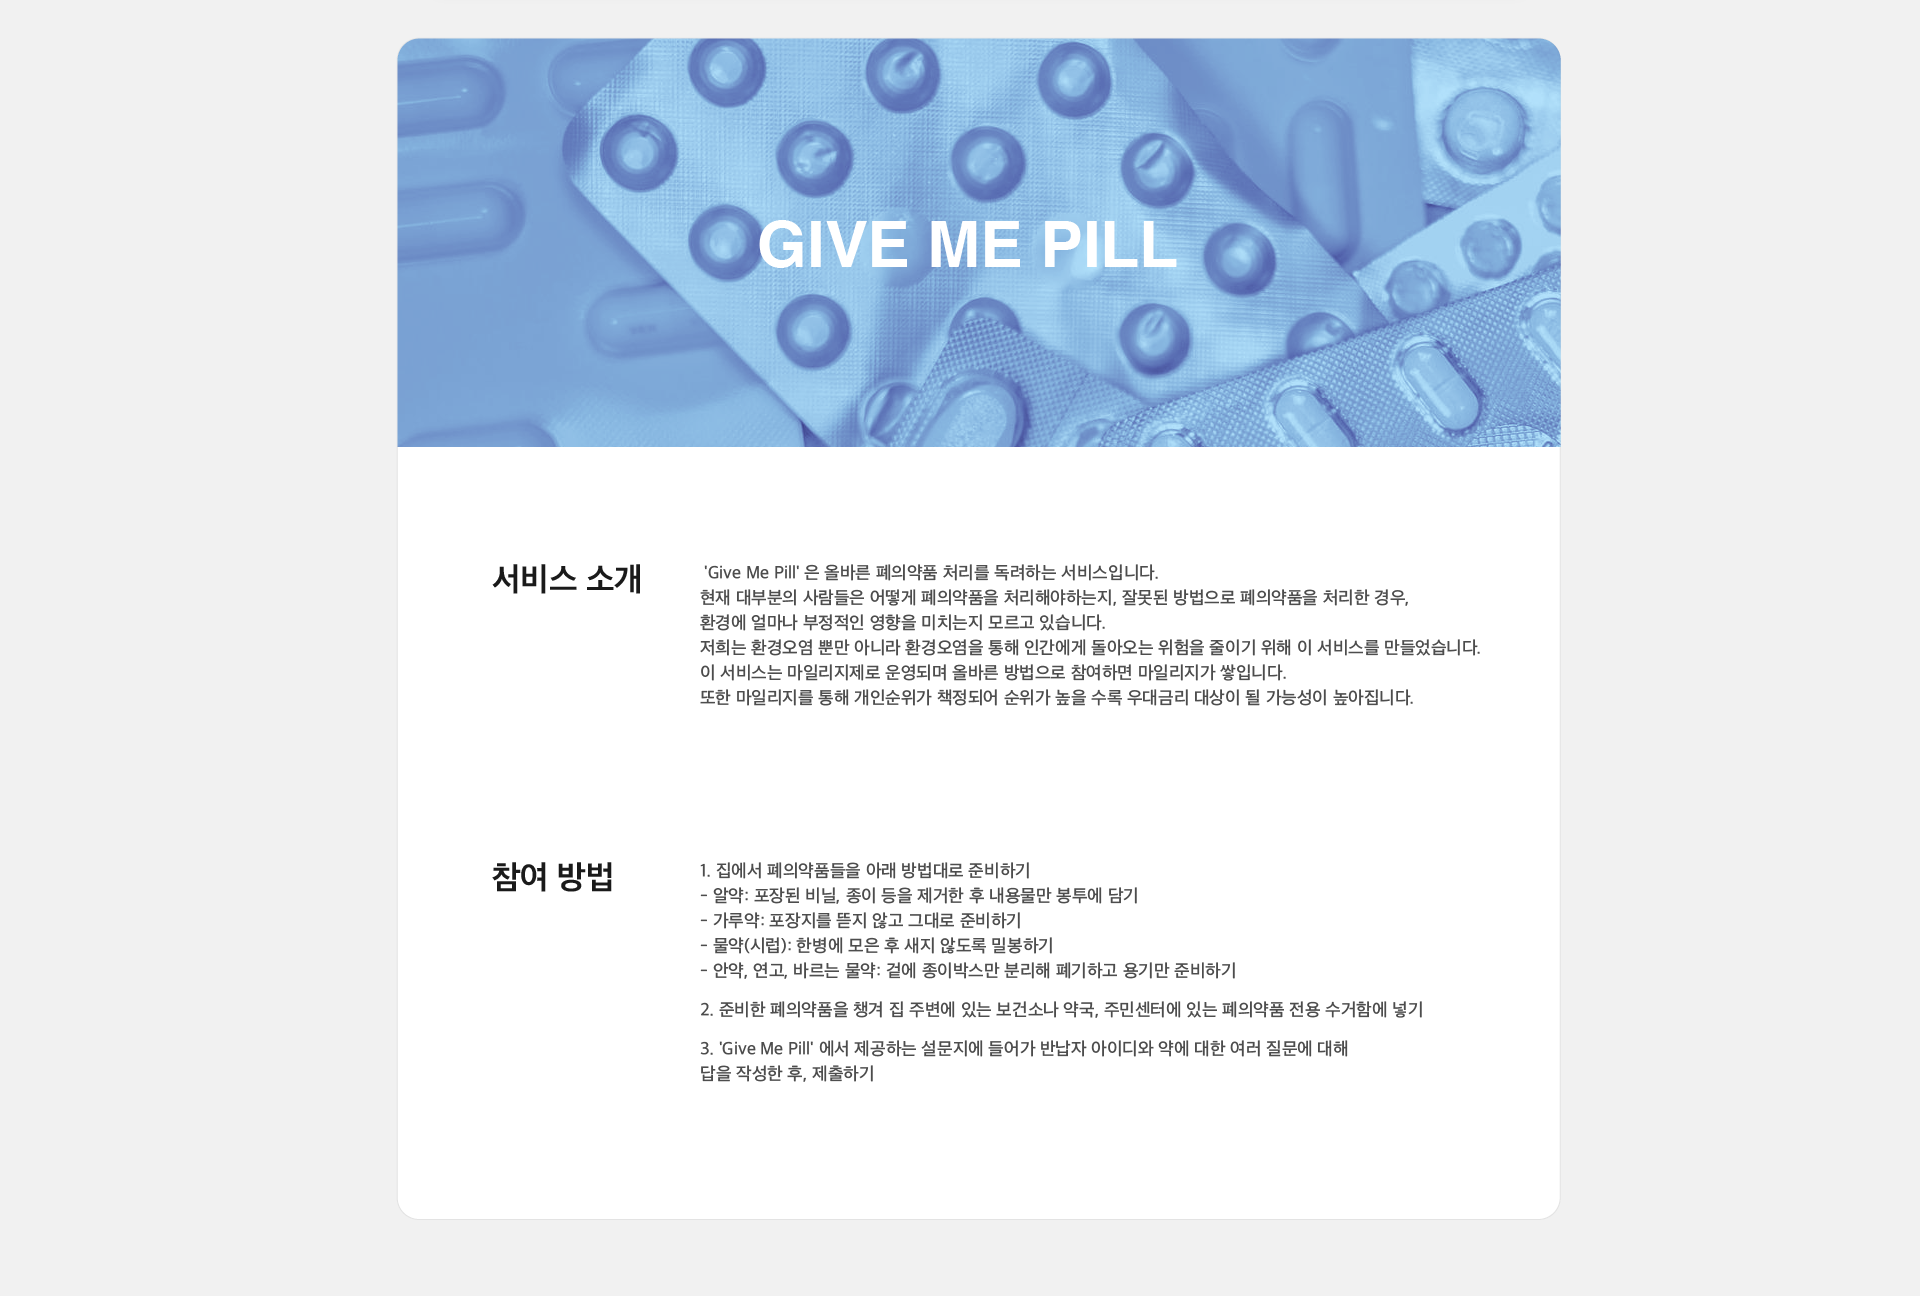 GIVE ME PILL
서비스 소개
'Give Me Pill' 은 올바른 폐의약품 처리를 독려하는 서비스입니다.
현재 대부분의 사람들은 어떻게 폐의약품을 처리해야하는지, 잘못된 방법으로 폐의약품을 처리한 경우,
환경에 얼마나 부정적인 영향을 미치는지 모르고 있습니다.
저희는 환경오염 뿐만 아니라 환경오염을 통해 인간에게 돌아오는 위험을 줄이기 위해 이 서비스를 만들었습니다.
이 서비스는 마일리지제로 운영되며 올바른 방법으로 참여하면 마일리지가 쌓입니다.
또한 마일리지를 통해 개인순위가 책정되어 순위가 높을 수록 우대금리 대상이 될 가능성이 높아집니다.
참여 방법
1. 집에서 폐의약품들을 아래 방법대로 준비하기
- 알약: 포장된 비닐, 종이 등을 제거한 후 내용물만 봉투에 담기
- 가루약: 포장지를 뜯지 않고 그대로 준비하기
- 물약(시럽): 한병에 모은 후 새지 않도록 밀봉하기
- 안약, 연고, 바르는 물약: 겉에 종이박스만 분리해 폐기하고 용기만 준비하기
2. 준비한 폐의약품을 챙겨 집 주변에 있는 보건소나 약국, 주민센터에 있는 폐의약품 전용 수거함에 넣기
3. 'Give Me Pill' 에서 제공하는 설문지에 들어가 반납자 아이디와 약에 대한 여러 질문에 대해
답을 작성한 후, 제출하기